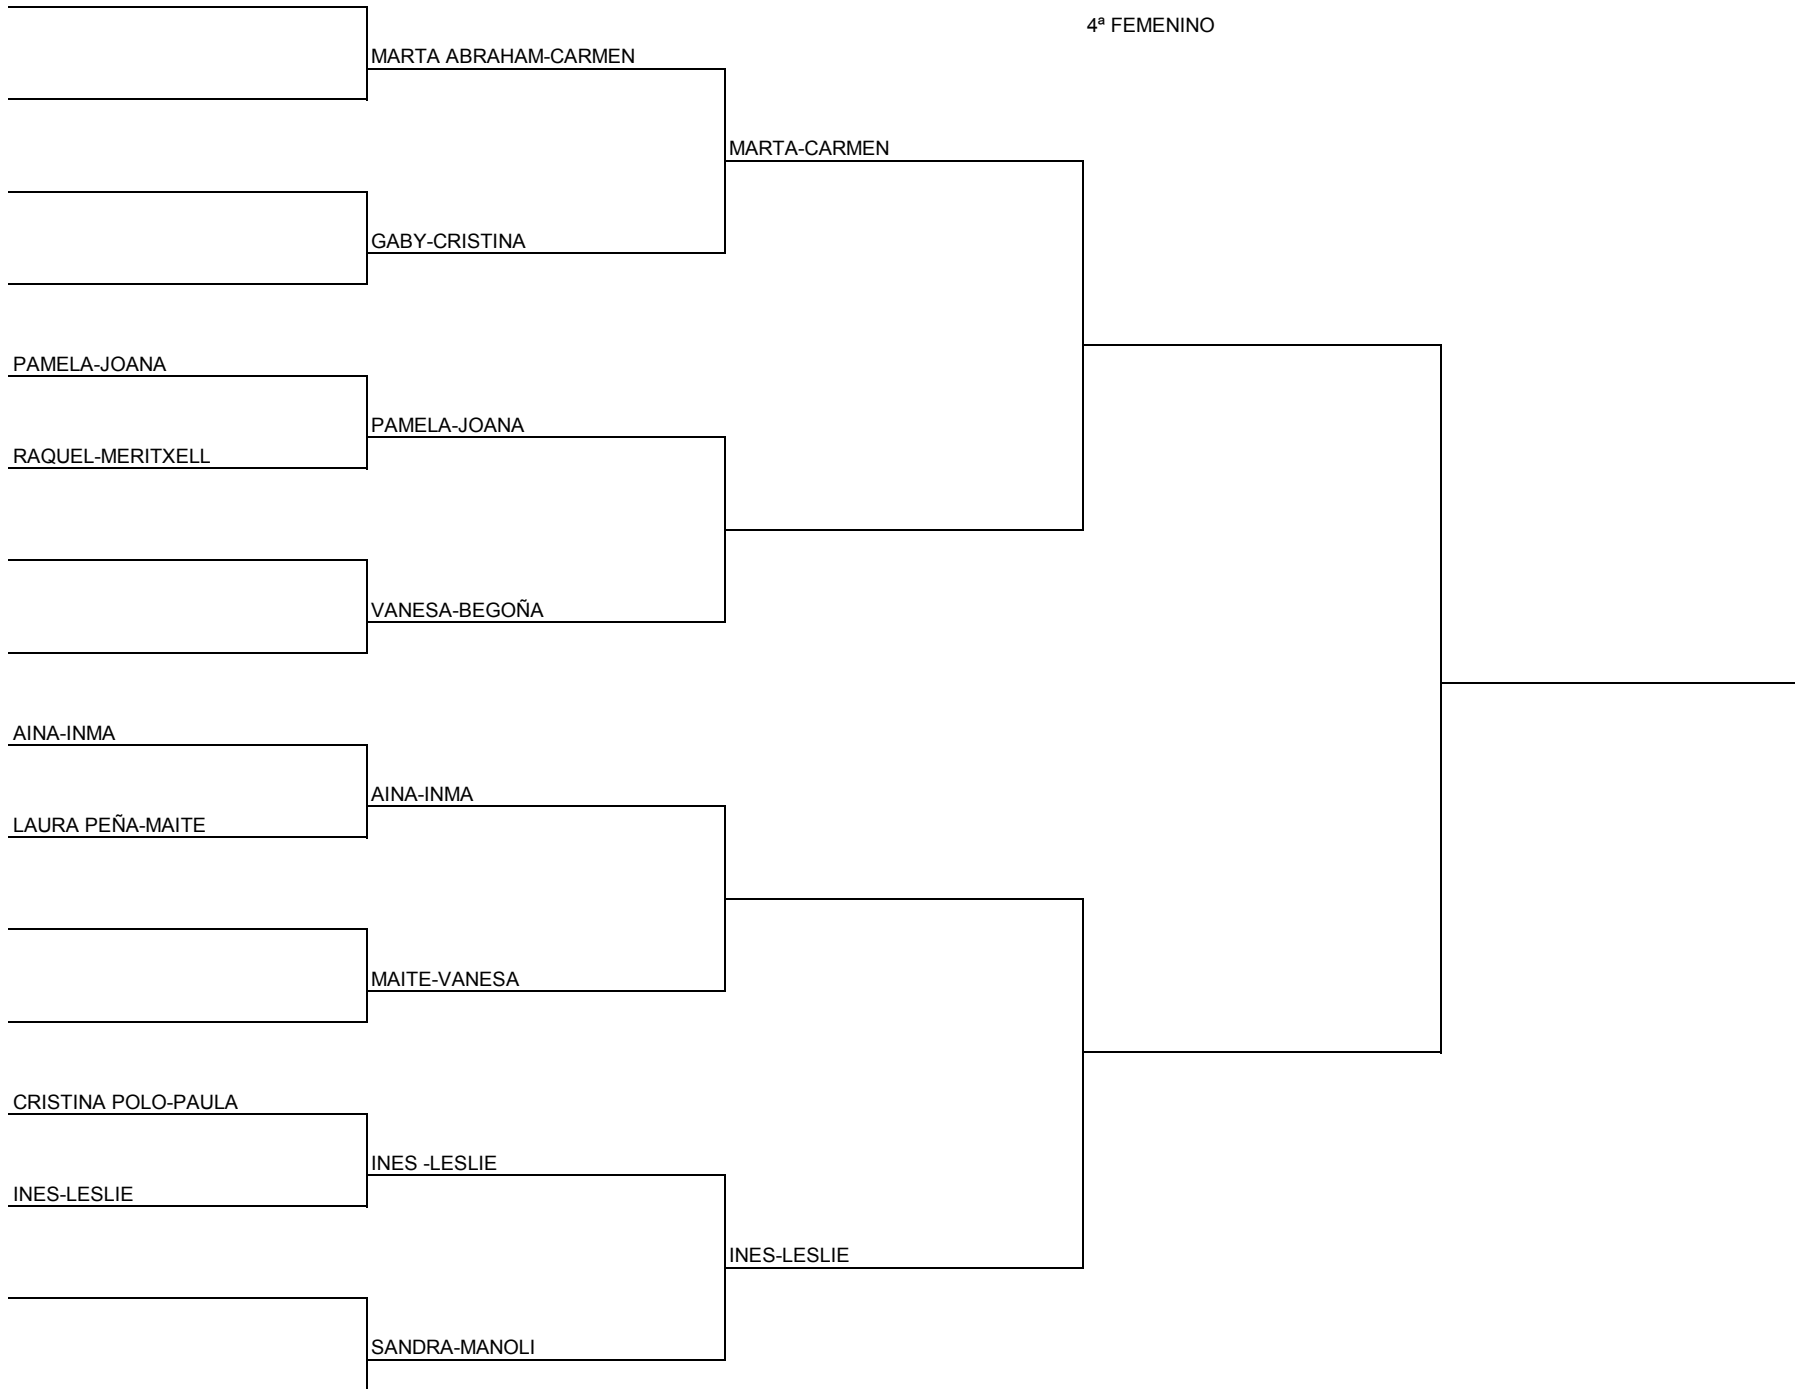 4ª FEMENINO
MARTA ABRAHAM-CARMEN
MARTA-CARMEN
GABY-CRISTINA
PAMELA-JOANA
PAMELA-JOANA
RAQUEL-MERITXELL
VANESA-BEGOÑA
AINA-INMA
AINA-INMA
LAURA PEÑA-MAITE
MAITE-VANESA
CRISTINA POLO-PAULA
INES -LESLIE
INES-LESLIE
INES-LESLIE
SANDRA-MANOLI